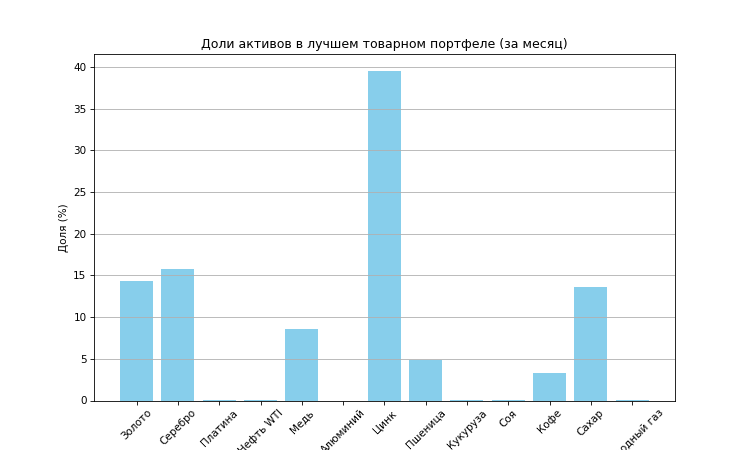 Доли активов в лучшем товарном портфеле (за месяц)
Доля (%)
40
35
30
25
20
15
10
5
0
Золото
Серебро
Платина
Нефть WTI
Медь
Алюминий
Цинк
Пшеница
Кукуруза
Соя
Кофе
Сахар
газ